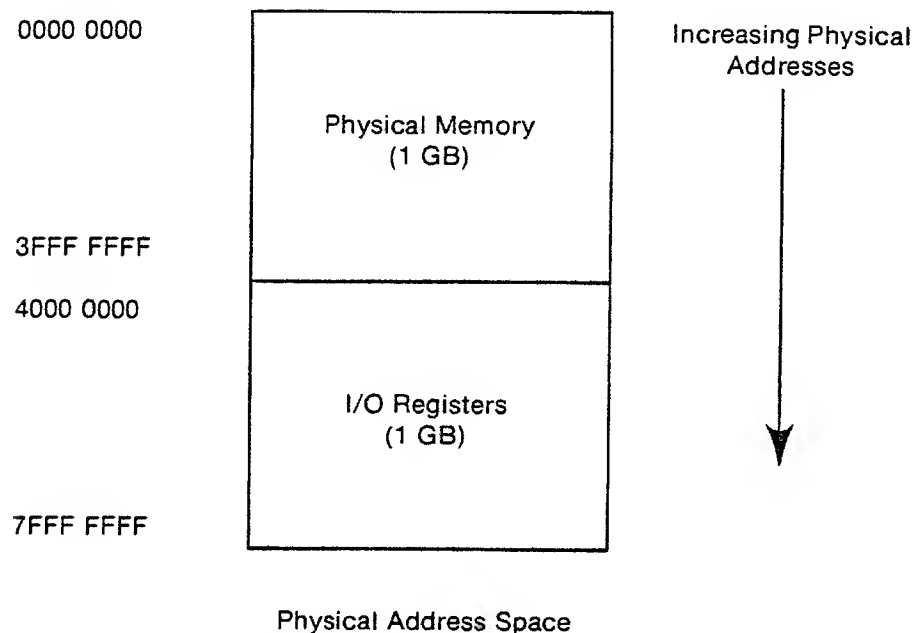 0000 0000
Increasing Physical
Addresses
Physical Memory
(1 GB)
3FFF FFFF
4000 0000
I/O Registers
(1 GB)
7FFF FFFF
Physical Address Space